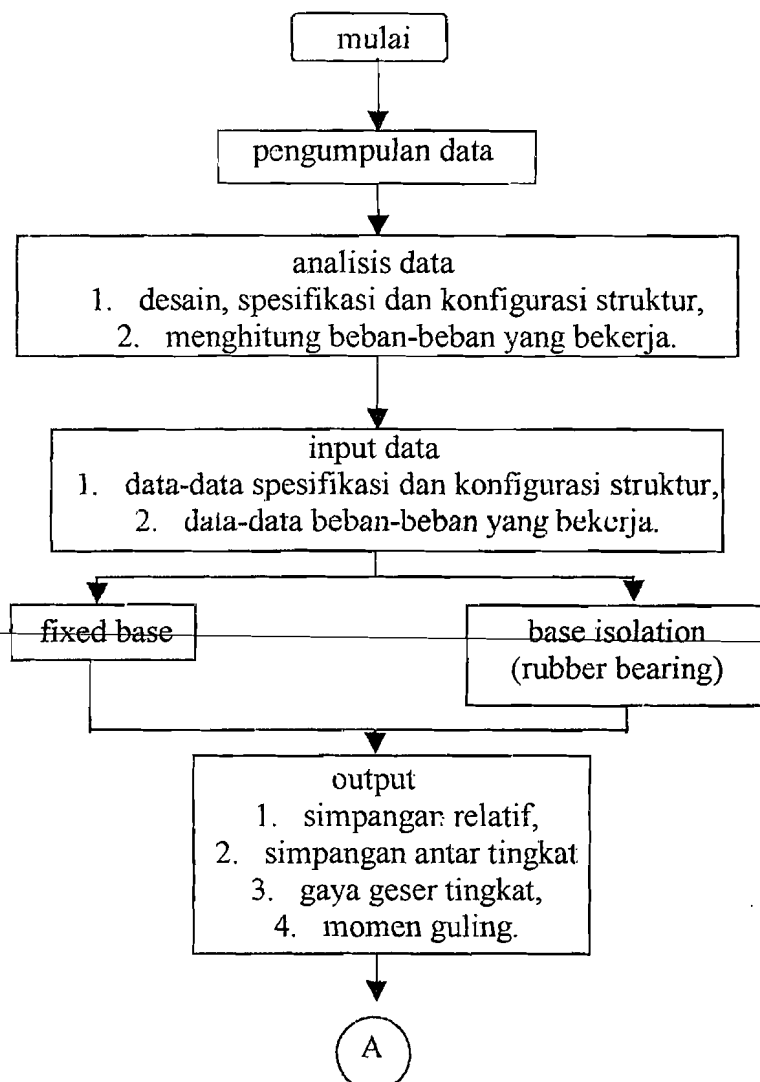 mulai
pengumpulan data
analisis data
1. desain, spesifikasi dan konfigurasi struktur,
2. menghitung beban-beban yang bekerja.
input data
1. data-data spesifikasi dan konfigurasi struktur,
2. data-data beban-beban yang bekerja.
fixed base
base isolation
(rubber bearing)
output
1. simpangan relatif,
2. simpangan antar tingkat
3. gaya geser tingkat,
4. momen guling.
A